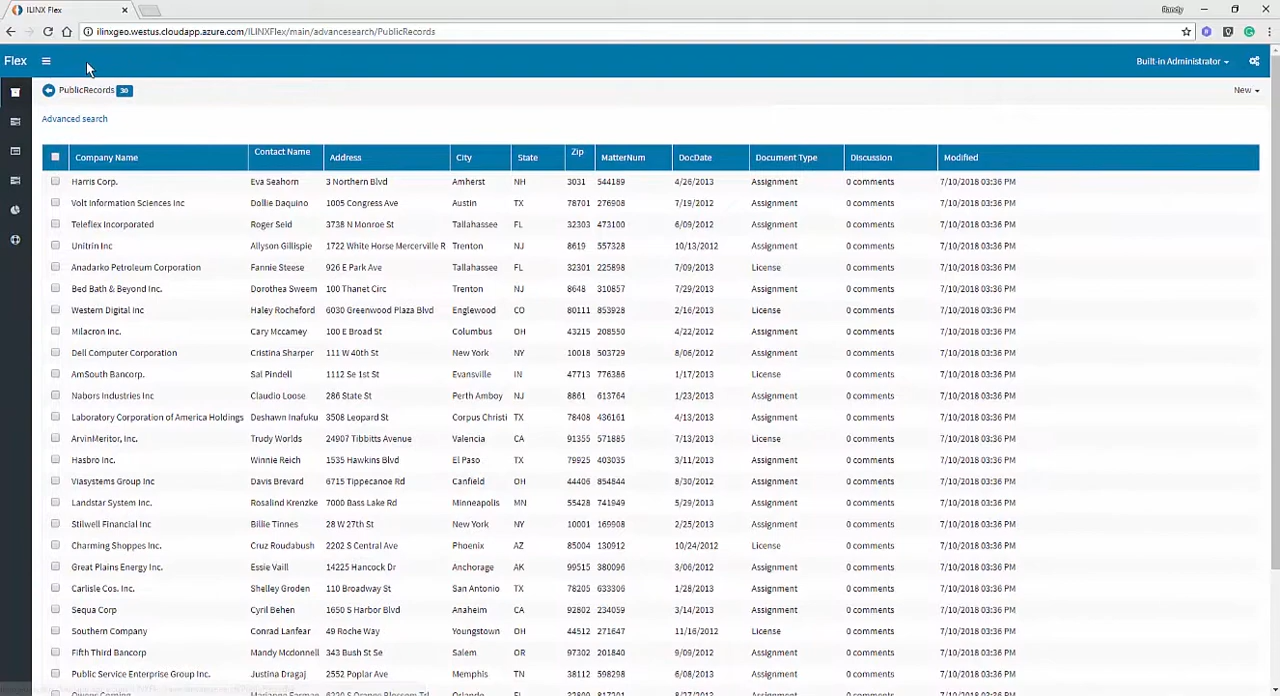 ILINX Flex
Randy
ilinxgeo.westus.cloudapp.azure.com/ILINXFlex/main/advancesearch/PublicRecords
Flex Built-in Administrator
PublicRecords 30 New
Advanced search
Company Name Contact Name Address City State Zip MatterNum DocDate Document Type Discussion Modified
Harris Corp. Eva Seahorn 3 Northern Blvd Amherst NH 3031 544189 4/26/2013 Assignment 0 comments 7/10/2018 03:36 PM
Volt Information Sciences Inc Dollie Daquino 1005 Congress Ave Austin TX 78701 276908 7/19/2012 Assignment 0 comments 7/10/2018 03:36 PM
Teleflex Incorporated Roger Seid 3738 N Monroe St Tallahassee FL 32303 473100 6/09/2012 Assignment 0 comments 7/10/2018 03:36 PM
Unitrin Inc Allyson Gillispie 1722 White Horse Mercerville R Trenton NJ 8619 557328 10/13/2012 Assignment 0 comments 7/10/2018 03:36 PM
Anadarko Petroleum Corporation Fannie Steese 926 E Park Ave Tallahassee FL 32301 225898 7/09/2013 License 0 comments 7/10/2018 03:36 PM
Bed Bath & Beyond Inc. Dorothea Sweem 100 Thanet Circ Trenton NJ 8648 310857 7/29/2013 Assignment 0 comments 7/10/2018 03:36 PM
Western Digital Inc Haley Rocheford 6030 Greenwood Plaza Blvd Englewood CO 80111 853928 2/16/2013 License 0 comments 7/10/2018 03:36 PM
Milacron Inc. Cary Mccamey 100 E Broad St Columbus OH 43215 208550 4/22/2012 Assignment 0 comments 7/10/2018 03:36 PM
Dell Computer Corporation Cristina Sharper 111 W 40th St New York NY 10018 503729 8/06/2012 Assignment 0 comments 7/10/2018 03:36 PM
AmSouth Bancorp. Sal Pindell 1112 Se 1st St Evansville IN 47713 776386 1/17/2013 License 0 comments 7/10/2018 03:36 PM
Nabors Industries Inc Claudio Loose 286 State St Perth Amboy NJ 8861 613764 1/23/2013 Assignment 0 comments 7/10/2018 03:36 PM
Laboratory Corporation of America Holdings Deshawn Inafuku 3508 Leopard St Corpus Christi TX 78408 436161 4/13/2013 Assignment 0 comments 7/10/2018 03:36 PM
ArvinMeritor, Inc. Trudy Worlds 24907 Tibbitts Avenue Valencia CA 91355 571885 7/13/2013 License 0 comments 7/10/2018 03:36 PM
Hasbro Inc. Winnie Reich 1535 Hawkins Blvd El Paso TX 79925 403035 3/11/2013 Assignment 0 comments 7/10/2018 03:36 PM
Viasystems Group Inc Davis Brevard 6715 Tippecanoe Rd Canfield OH 44406 854844 8/30/2012 Assignment 0 comments 7/10/2018 03:36 PM
Landstar System Inc. Rosalind Krenzke 7000 Bass Lake Rd Minneapolis MN 55428 741949 5/29/2013 Assignment 0 comments 7/10/2018 03:36 PM
Stilwell Financial Inc Billie Tinnes 28 W 27th St New York NY 10001 169908 2/25/2013 Assignment 0 comments 7/10/2018 03:36 PM
Charming Shoppes Inc. Cruz Roudabush 2202 S Central Ave Phoenix AZ 85004 130912 10/24/2012 License 0 comments 7/10/2018 03:36 PM
Great Plains Energy Inc. Essie Vaill 14225 Hancock Dr Anchorage AK 99515 380096 3/06/2012 Assignment 0 comments 7/10/2018 03:36 PM
Carlisle Cos. Inc. Shelley Groden 110 Broadway St San Antonio TX 78205 633306 1/28/2013 Assignment 0 comments 7/10/2018 03:36 PM
Sequa Corp Cyril Behen 1650 S Harbor Blvd Anaheim CA 92802 234059 3/14/2013 Assignment 0 comments 7/10/2018 03:36 PM
Southern Company Conrad Lanfear 49 Roche Way Youngstown OH 44512 271647 11/16/2012 License 0 comments 7/10/2018 03:36 PM
Fifth Third Bancorp Mandy Mcdonnell 343 Bush St Se Salem OR 97302 201840 9/09/2012 Assignment 0 comments 7/10/2018 03:36 PM
Public Service Enterprise Group Inc. Justina Dragaj 2552 Poplar Ave Memphis TN 38112 598298 6/08/2013 Assignment 0 comments 7/10/2018 03:36 PM